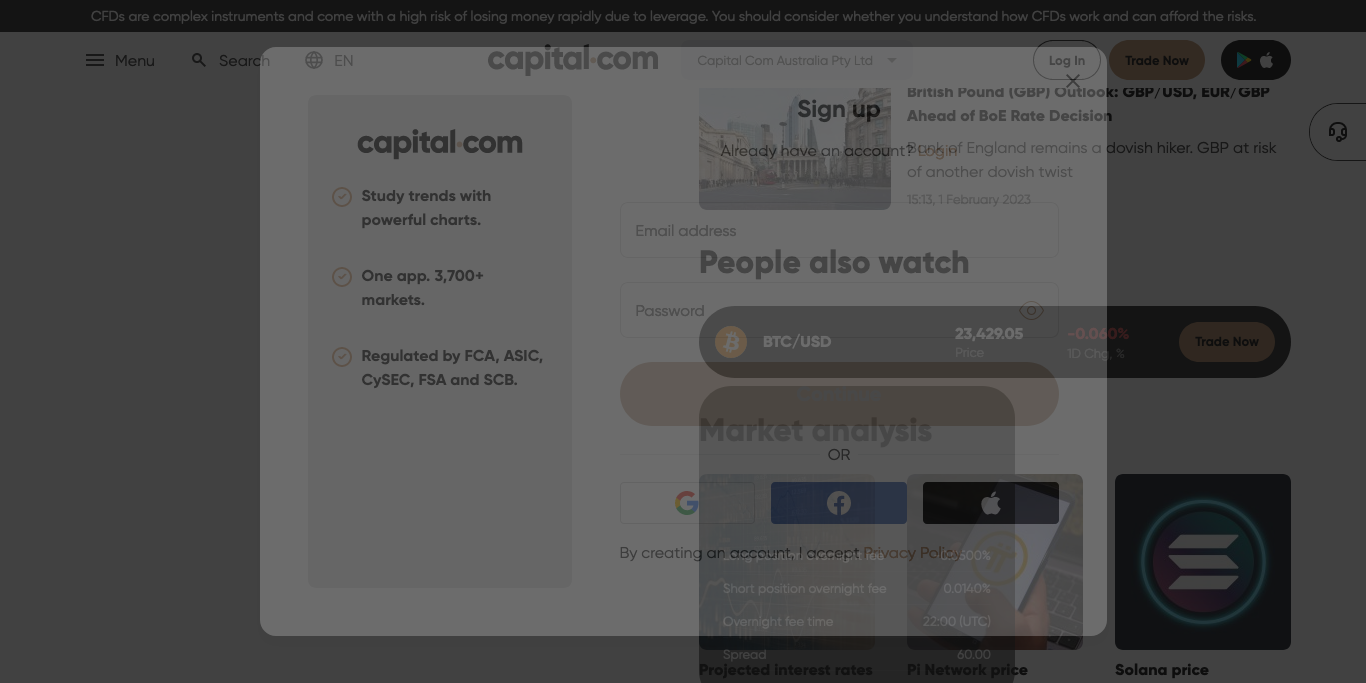 CFDs are complex instruments and come with a high risk of losing money rapidly due to leverage. You should consider whether you understand how CFDs work and can afford the risks.
Menu
Search
EN
capital.com
Capital Com Australia Pty Ltd
Log In
Trade Now
British Pound (GBP) Outlook: GBP/USD, EUR/GBP
Ahead of BoE Rate Decision
Bank of England remains a dovish hiker. GBP at risk
of another dovish twist
15:13, 1 February 2023
capital.com
Study trends with
powerful charts.
One app. 3,700+
markets.
Regulated by FCA, ASIC,
CySEC, FSA and SCB.
Sign up
Already have an account? Login
Email address
Password
OR
By creating an account, I accept Privacy Policy
People also watch
BTC/USD
23,429.05
Price
-0.060%
1D Chg, %
Trade Now
Market analysis
Long position overnight fee
Short position overnight fee
0.0140%
Overnight fee time
22:00 (UTC)
Spread
60.00
Projected interest rates
Pi Network price
Solana price